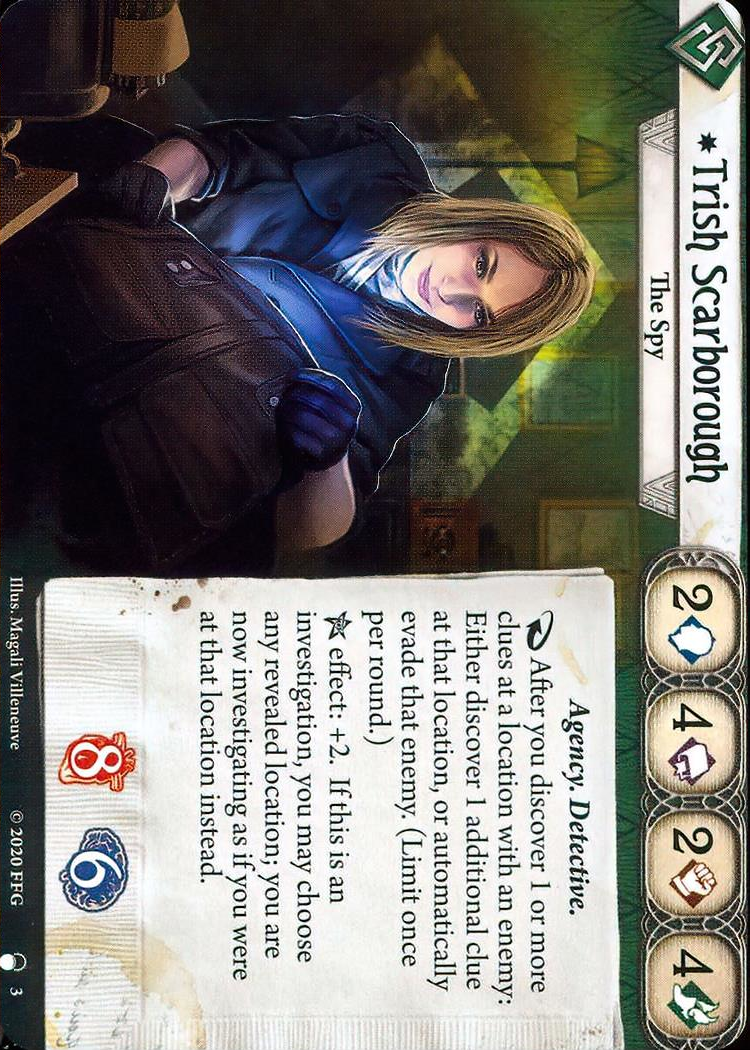 Trish Scarborough
The Spy
2 4 2 4
Agency. Detective.
After you discover 1 or more
clues at a location with an enemy:
Either discover 1 additional clue
at that location, or automatically
evade that enemy. (Limit once
per round.)
effect: +2. If this is an
investigation, you may choose
any revealed location; you are
now investigating as if you were
at that location instead.
8 6
Illus. Magali Villeneuve
© 2020 FFG
3